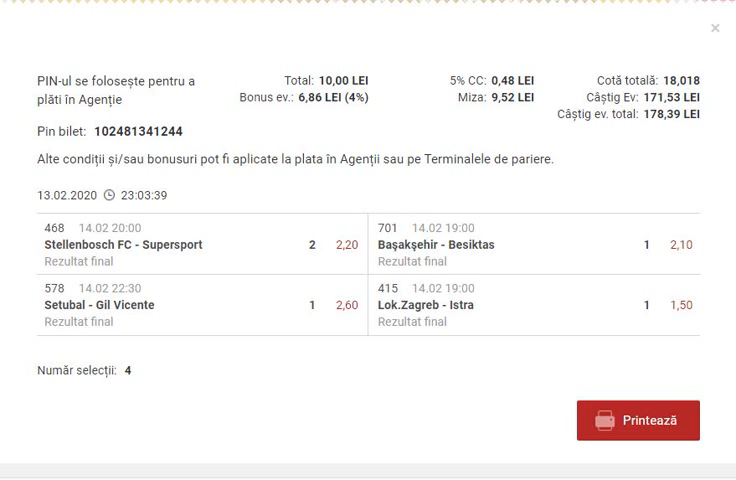 ×
PIN-ul se folosește pentru a
plăti în Agenție
Pin bilet: 102481341244
Total: 10,00 LEI
Bonus ev.: 6,86 LEI (4%)
5% CC: 0,48 LEI
Miza: 9,52 LEI
Cotă totală: 18,018
Câștig Ev: 171,53 LEI
Câștig ev. total: 178,39 LEI
Alte condiții și/sau bonusuri pot fi aplicate la plata în Agenții sau pe Terminalele de pariere.
13.02.2020 23:03:39
468 14.02 20:00
Stellenbosch FC - Supersport 2 2,20
Rezultat final
701 14.02 19:00
Başakşehir - Besiktas 1 2,10
Rezultat final
578 14.02 22:30
Setubal - Gil Vicente 1 2,60
Rezultat final
415 14.02 19:00
Lok.Zagreb - Istra 1 1,50
Rezultat final
Număr selecții: 4
Printează